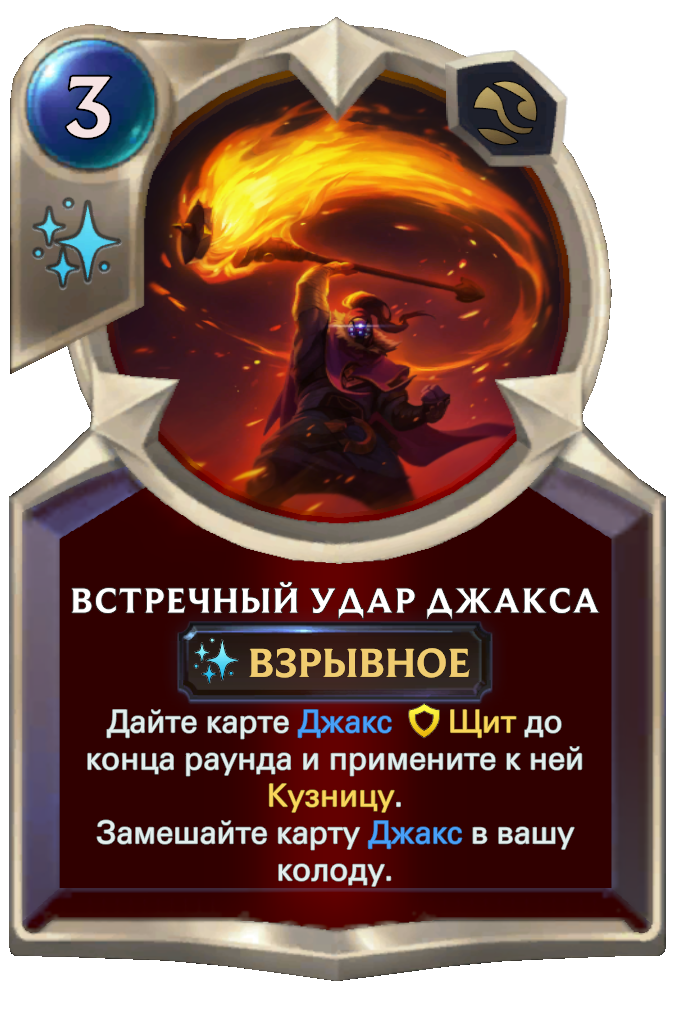 3
ВСТРЕЧНЫЙ УДАР ДЖАКСА
ВЗРЫВНОЕ
Дайте карте Джакс Щит до
конца раунда и примените к ней
Кузницу.
Замешайте карту Джакс в вашу
колоду.